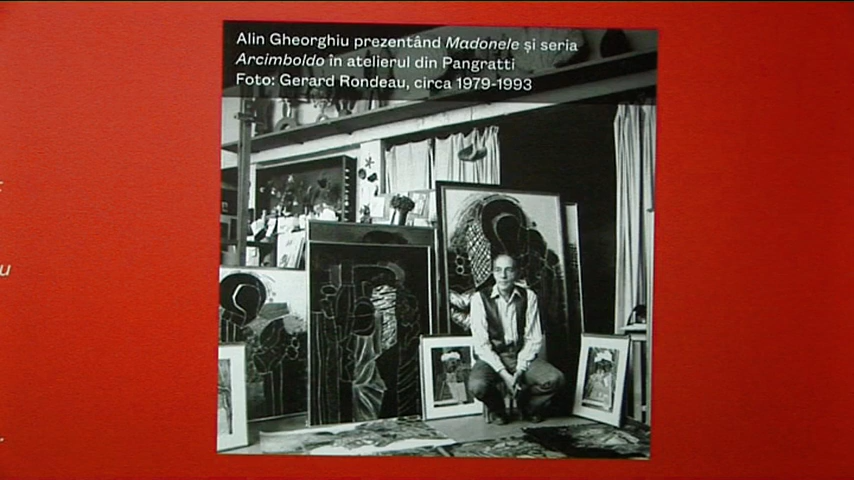 Alin Gheorghiu prezentând Madonele și seria
Arcimboldo în atelierul din Pangratti
Foto: Gerard Rondeau, circa 1979-1993